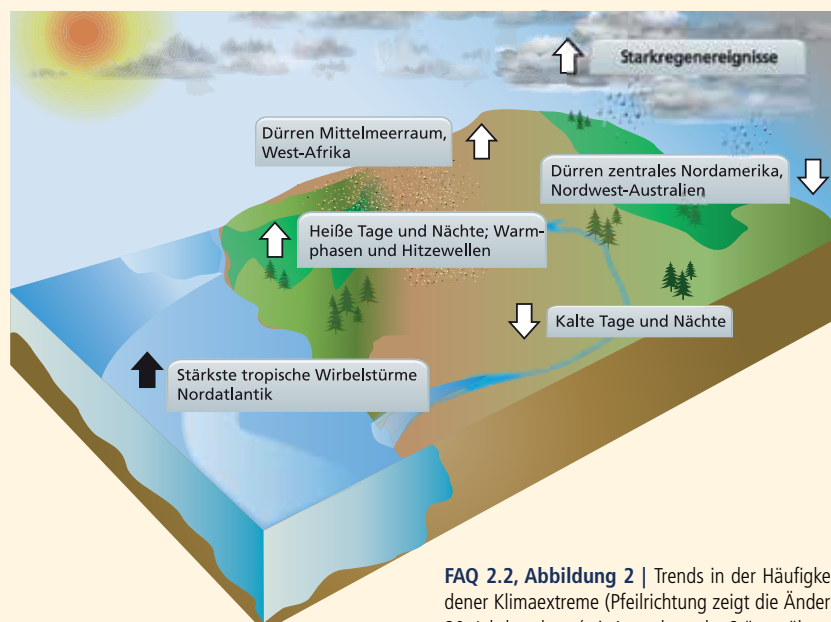 Starkregenereignisse
Dürren Mittelmeerraum,
West-Afrika
Dürren zentrales Nordamerika,
Nordwest-Australien
Heiße Tage und Nächte; Warm-
phasen und Hitzewellen
Kalte Tage und Nächte
Stärkste tropische Wirbelstürme
Nordatlantik
FAQ 2.2, Abbildung 2 | Trends in der Häufigke
dener Klimaextreme (Pfeilrichtung zeigt die Änder